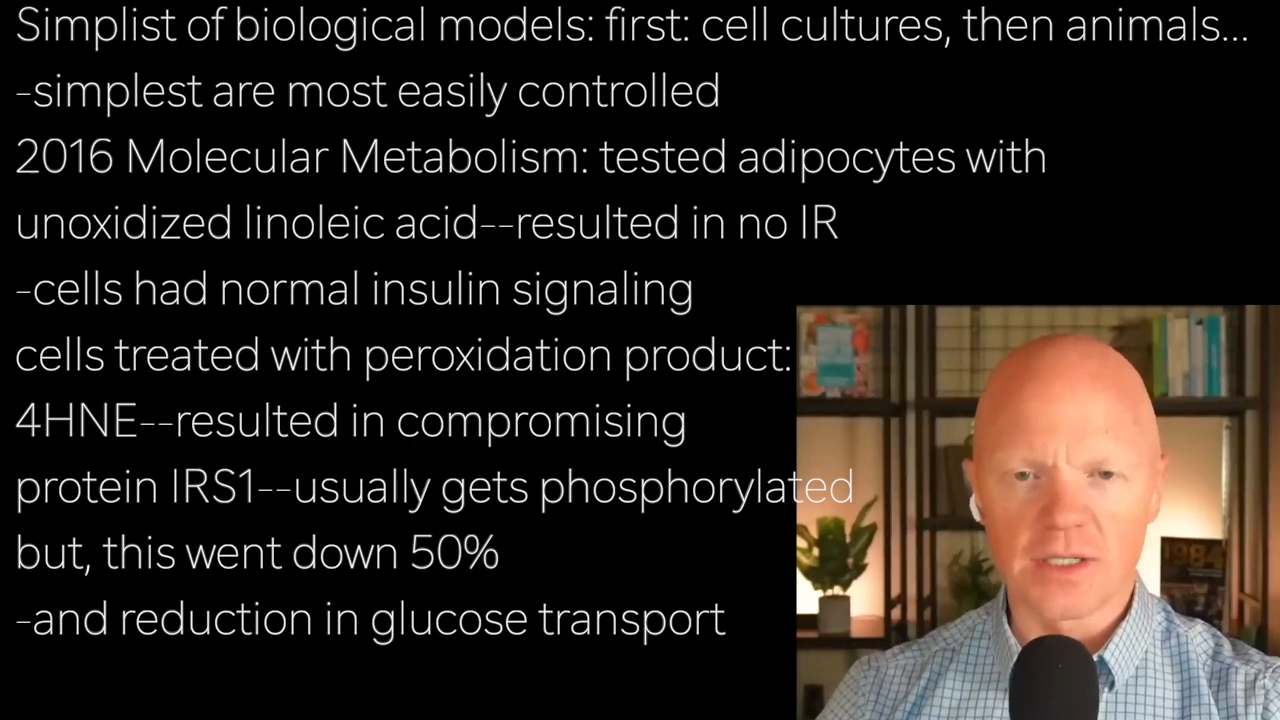 Simplist of biological models: first: cell cultures, then animals...
-simplest are most easily controlled
2016 Molecular Metabolism: tested adipocytes with
unoxidized linoleic acid--resulted in no IR
-cells had normal insulin signaling
cells treated with peroxidation product:
4HNE--resulted in compromising
protein IRS1--usually gets phosphorylated
but, this went down 50%
-and reduction in glucose transport
1984